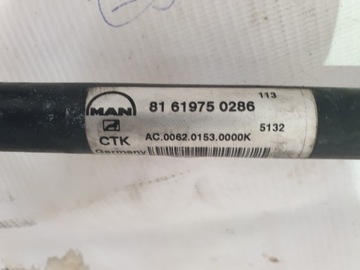 113
MAN
81 61975 0286
5132
CTK
AC.0062.0153.0000K
Germany